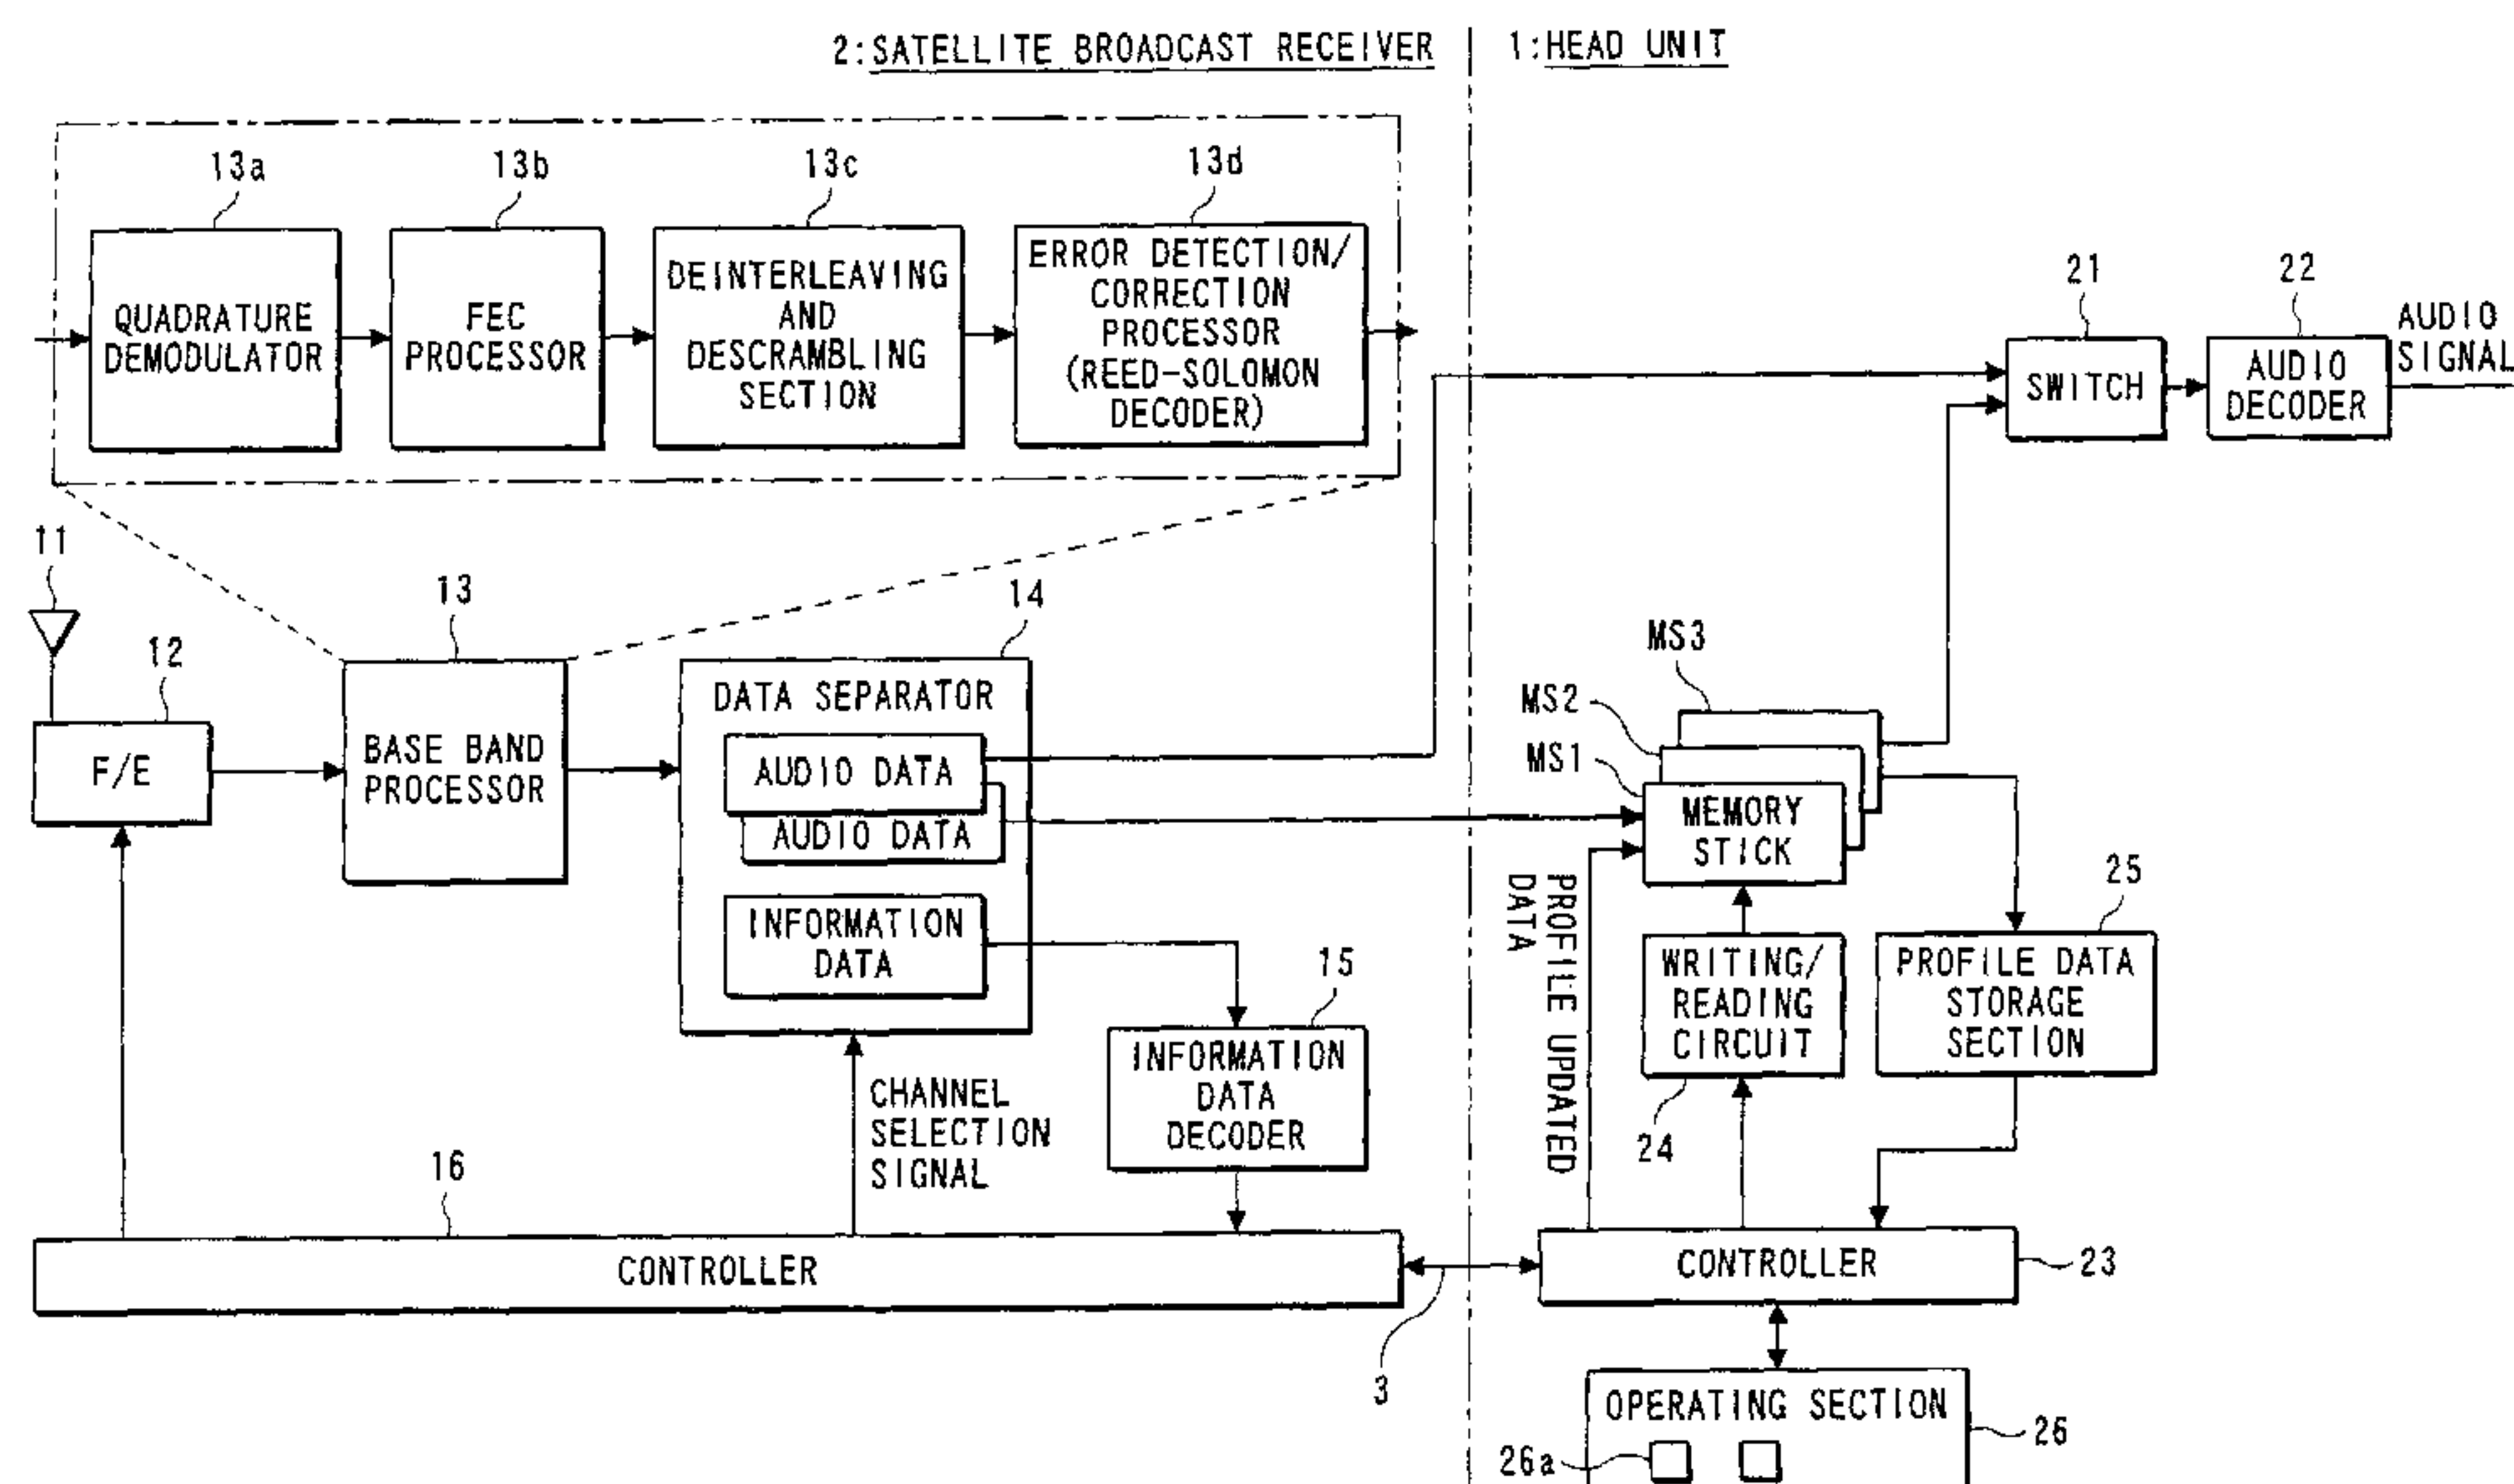 2:SATELLITE BROADCAST RECEIVER
1:HEAD UNIT
13a
13b
13c
13d
QUADRATURE
DEMODULATOR
FEC
PROCESSOR
DEINTERLEAVING
AND
DESCRAMBLING
SECTION
ERROR DETECTION/
CORRECTION
PROCESSOR
(REED-SOLOMON
DECODER)
21
SWITCH
22
AUDIO
DECODER
AUDIO
SIGNAL
11
12
F/E
13
BASE BAND
PROCESSOR
14
DATA SEPARATOR
AUDIO DATA
AUDIO DATA
INFORMATION
DATA
MS3
MS2
MS1
MEMORY
STICK
PROFILE UPDATED
DATA
WRITING/
READING
CIRCUIT
24
25
PROFILE DATA
STORAGE
SECTION
15
INFORMATION
DATA
DECODER
CHANNEL
SELECTION
SIGNAL
16
CONTROLLER
3
CONTROLLER
23
OPERATING SECTION
26
26a